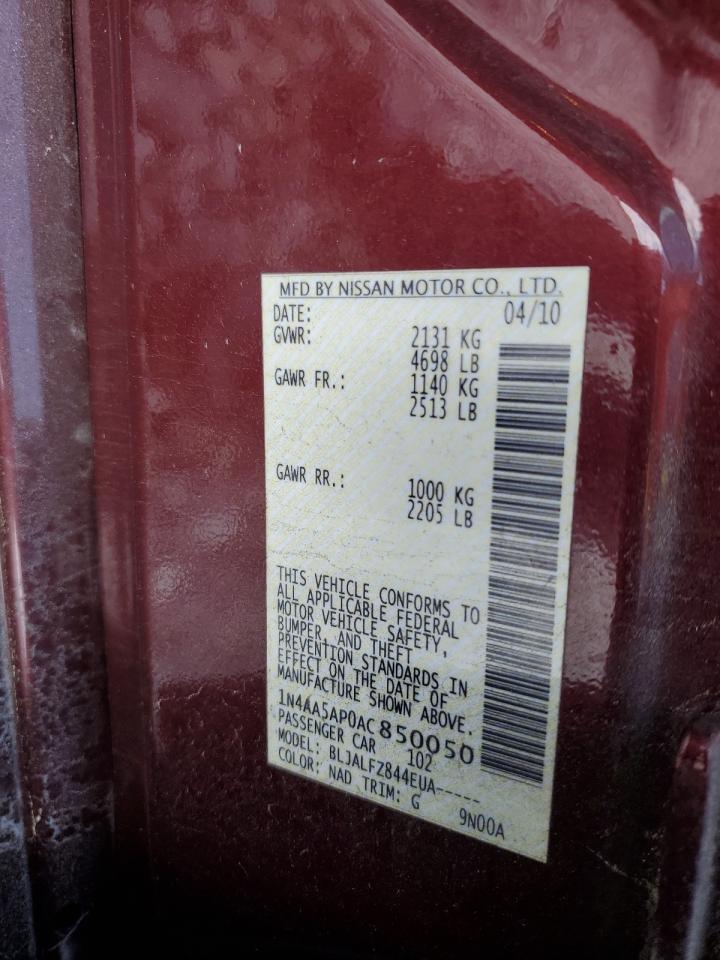 MFD BY NISSAN MOTOR CO., LTD.
DATE: 04/10
GVWR: 2131 KG
4698 LB
GAWR FR.: 1140 KG
2513 LB
GAWR RR.: 1000 KG
2205 LB
THIS VEHICLE CONFORMS TO
ALL APPLICABLE FEDERAL
MOTOR VEHICLE SAFETY,
BUMPER, AND THEFT
PREVENTION STANDARDS IN
EFFECT ON THE DATE OF
MANUFACTURE SHOWN ABOVE.
1N4AA5AP0AC850050
PASSENGER CAR 102
MODEL: BLJALFZ844EUA-----
COLOR: NAD TRIM: G 9N00A